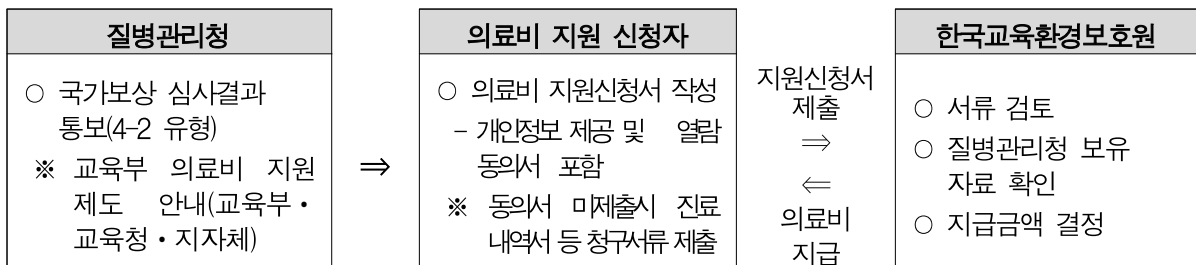 질병관리청
○ 국가보상 심사결과
통보(4-2 유형)
※ 교육부 의료비 지원
제도 안내(교육부・
교육청・지자체)
⇒
의료비 지원 신청자
○ 의료비 지원신청서 작성
- 개인정보 제공 및 열람
동의서 포함
※ 동의서 미제출시 진료
내역서 등 청구서류 제출
지원신청서
제출
⇒
⇐
의료비
지급
한국교육환경보호원
○ 서류 검토
○ 질병관리청 보유
자료 확인
○ 지급금액 결정